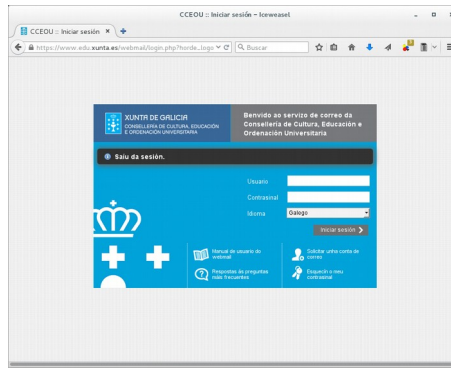 CCEOU :: Iniciar sesión - Iceweasel
CCEOU :: Iniciar sesión
https://www.edu.xunta.es/webmail/login.php?horde_logo
Buscar
XUNTA DE GALICIA
CONSELLERÍA DE CULTURA, EDUCACIÓN
E ORDENACIÓN UNIVERSITARIA
Benvido ao servizo de correo da
Consellería de Cultura, Educación e
Ordenación Universitaria
Saiu da sesión.
Usuario
Contrasinal
Idioma
Galego
Iniciar sesión
Manual de usuario do
webmail
Solicitar unha conta de
correo
Respostas ás preguntas
máis frecuentes
Esquecín o meu
contrasinal